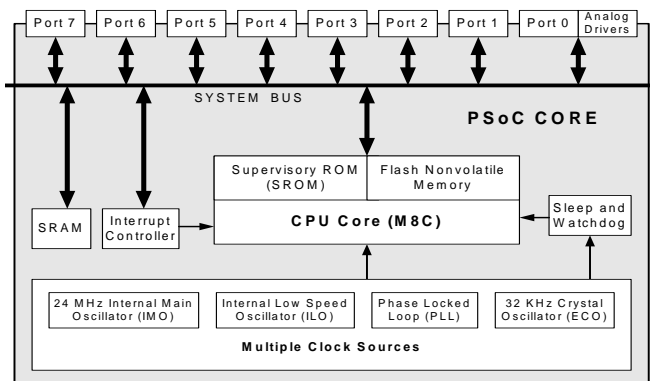 Port 7
Port 6
Port 5
Port 4
Port 3
Port 2
Port 1
Port 0
Analog
Drivers
SYSTEM BUS
PSoC CORE
Supervisory ROM
(SROM)
Flash Nonvolatile
Memory
CPU Core (M8C)
SRAM
Interrupt
Controller
Sleep and
Watchdog
24 MHz Internal Main
Oscillator (IMO)
Internal Low Speed
Oscillator (ILO)
Phase Locked
Loop (PLL)
32 KHz Crystal
Oscillator (ECO)
Multiple Clock Sources